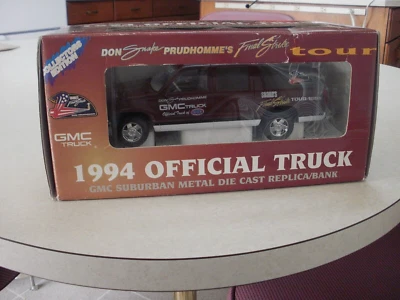 COLLECTORS EDITION
DON Snake PRUDHOMME'S Final Strike tour
GMC TRUCK
GMC
TRUCK
1994 OFFICIAL TRUCK
GMC SUBURBAN METAL DIE CAST REPLICA/BANK